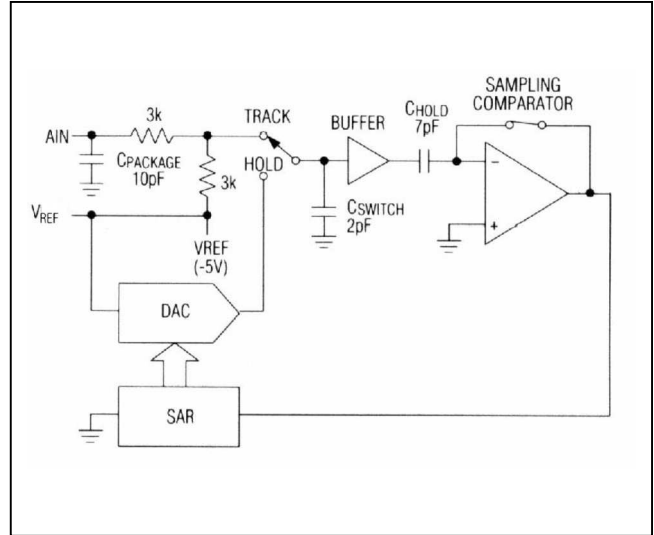 SAMPLING
COMPARATOR
3k
TRACK
BUFFER
CHOLD
7pF
AIN
CPACKAGE
10pF
HOLD
3k
CSWITCH
2pF
VREF
VREF
(-5V)
DAC
SAR
−
+